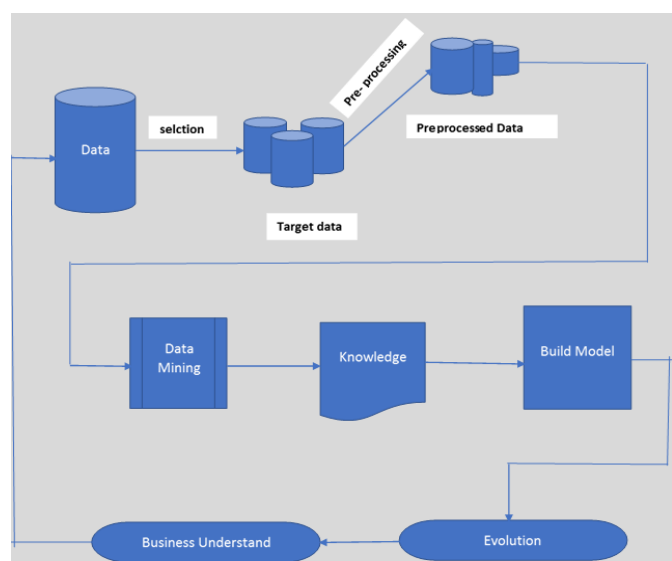 Data
selction
Pre- processing
Preprocessed Data
Target data
Data
Mining
Knowledge
Build Model
Evolution
Business Understand